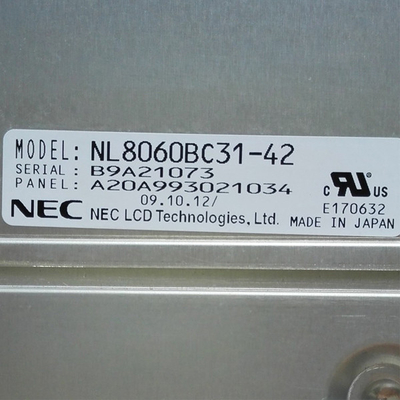 MODEL: NL8060BC31-42
SERIAL: B9A21073
PANEL: A20A993021034
09.10.12/
NEC NEC LCD Technologies, Ltd.
c RU US
E170632
MADE IN JAPAN